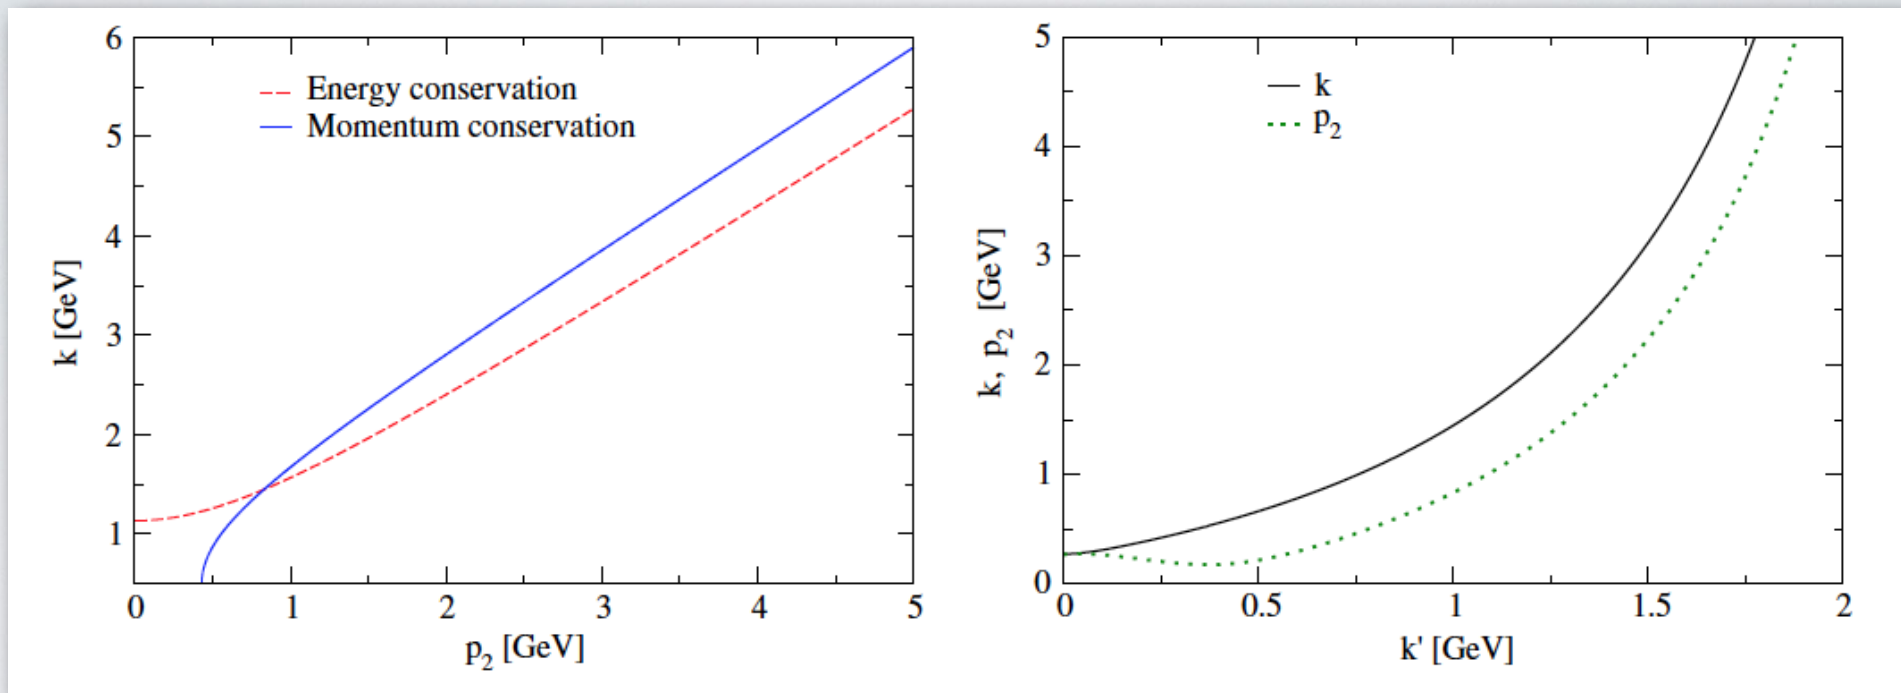 6
5
4
3
2
1
k [GeV]
Energy conservation
Momentum conservation
0 1 2 3 4 5
p₂ [GeV]
5
4
3
2
1
0
k, p₂ [GeV]
k
p₂
0 0.5 1 1.5 2
k' [GeV]